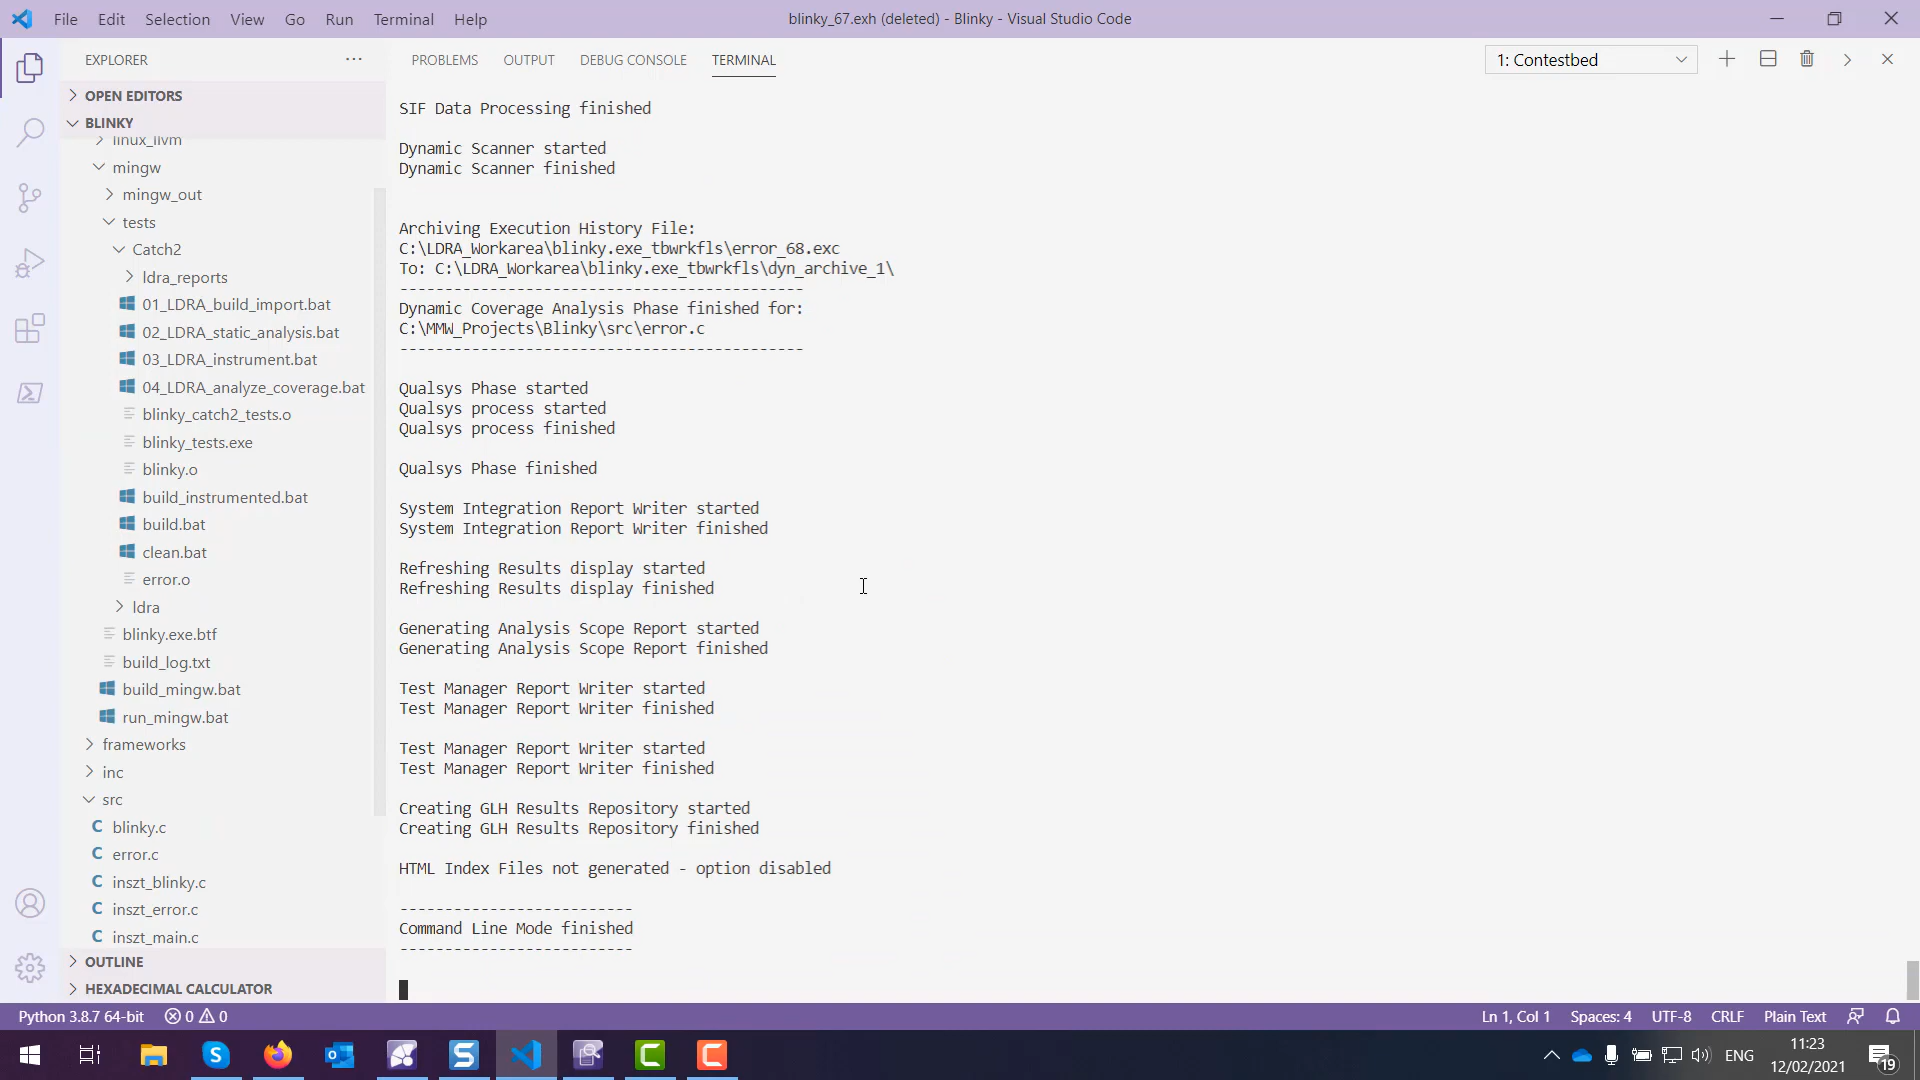 File Edit Selection View Go Run Terminal Help
blinky_67.exh (deleted) - Blinky - Visual Studio Code
EXPLORER
OPEN EDITORS
BLINKY
linux_llvm
mingw
mingw_out
tests
Catch2
ldra_reports
01_LDRA_build_import.bat
02_LDRA_static_analysis.bat
03_LDRA_instrument.bat
04_LDRA_analyze_coverage.bat
blinky_catch2_tests.o
blinky_tests.exe
blinky.o
build_instrumented.bat
build.bat
clean.bat
error.o
ldra
blinky.exe.btf
build_log.txt
build_mingw.bat
run_mingw.bat
frameworks
inc
src
C blinky.c
C error.c
C inszt_blinky.c
C inszt_error.c
C inszt_main.c
OUTLINE
HEXADECIMAL CALCULATOR
PROBLEMS OUTPUT DEBUG CONSOLE TERMINAL
1: Contestbed
SIF Data Processing finished
Dynamic Scanner started
Dynamic Scanner finished
Archiving Execution History File:
C:\LDRA_Workarea\blinky.exe_tbwrkfls\error_68.exc
To: C:\LDRA_Workarea\blinky.exe_tbwrkfls\dyn_archive_1\
---------------------------------------------
Dynamic Coverage Analysis Phase finished for:
C:\MMW_Projects\Blinky\src\error.c
---------------------------------------------
Qualsys Phase started
Qualsys process started
Qualsys process finished
Qualsys Phase finished
System Integration Report Writer started
System Integration Report Writer finished
Refreshing Results display started
Refreshing Results display finished
Generating Analysis Scope Report started
Generating Analysis Scope Report finished
Test Manager Report Writer started
Test Manager Report Writer finished
Test Manager Report Writer started
Test Manager Report Writer finished
Creating GLH Results Repository started
Creating GLH Results Repository finished
HTML Index Files not generated - option disabled
--------------------------
Command Line Mode finished
--------------------------
Python 3.8.7 64-bit 0 0
Ln 1, Col 1 Spaces: 4 UTF-8 CRLF Plain Text
ENG
11:23
12/02/2021
19